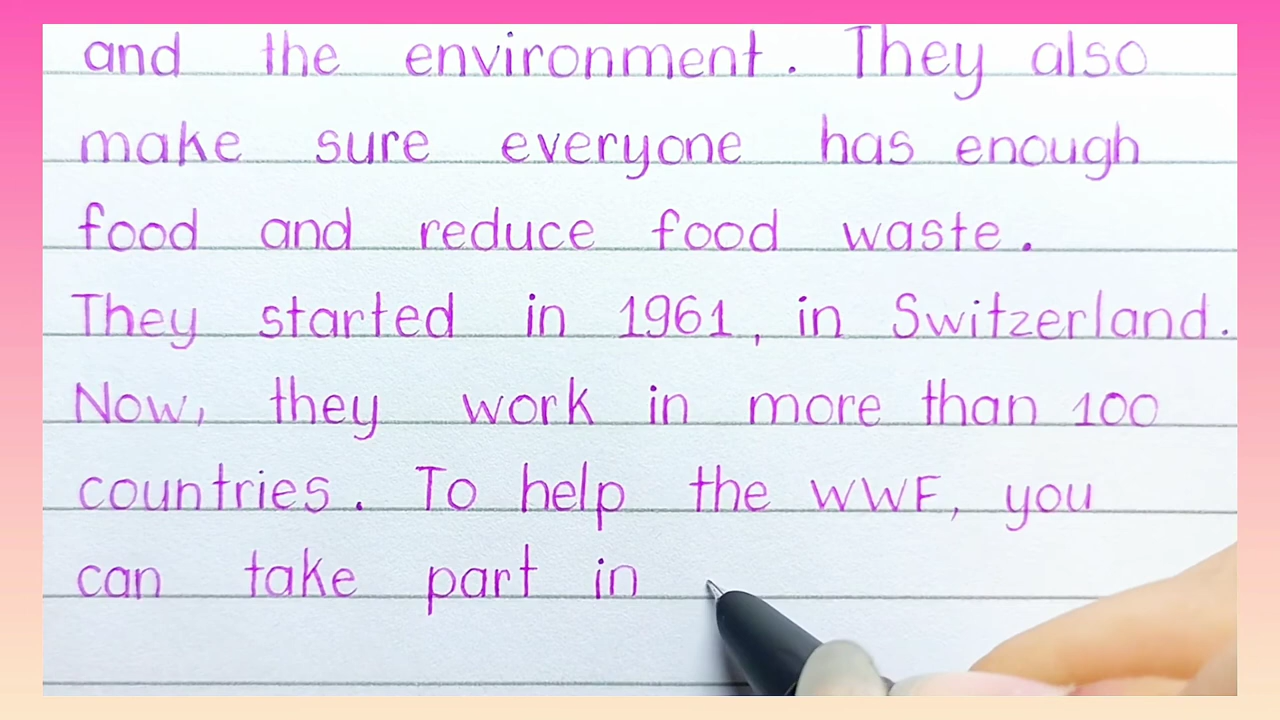 and the environment. They also
make sure everyone has enough
food and reduce food waste.
They started in 1961, in Switzerland.
Now, they work in more than 100
countries. To help the WWF, you
can take part in